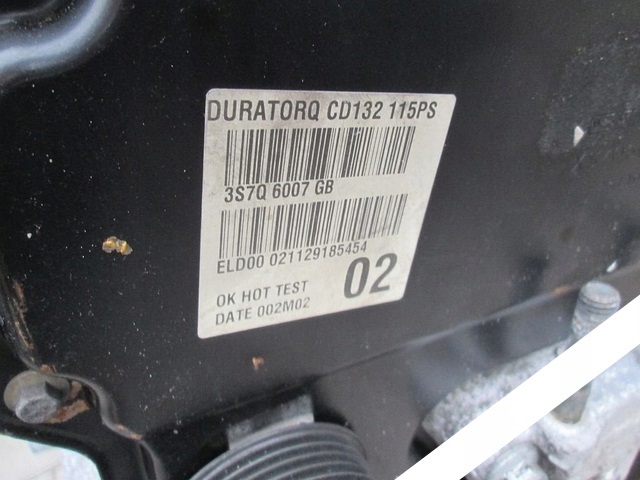 DURATORQ CD132 115PS
3S7Q 6007 GB
ELD00 021129185454
OK HOT TEST 02
DATE 002M02